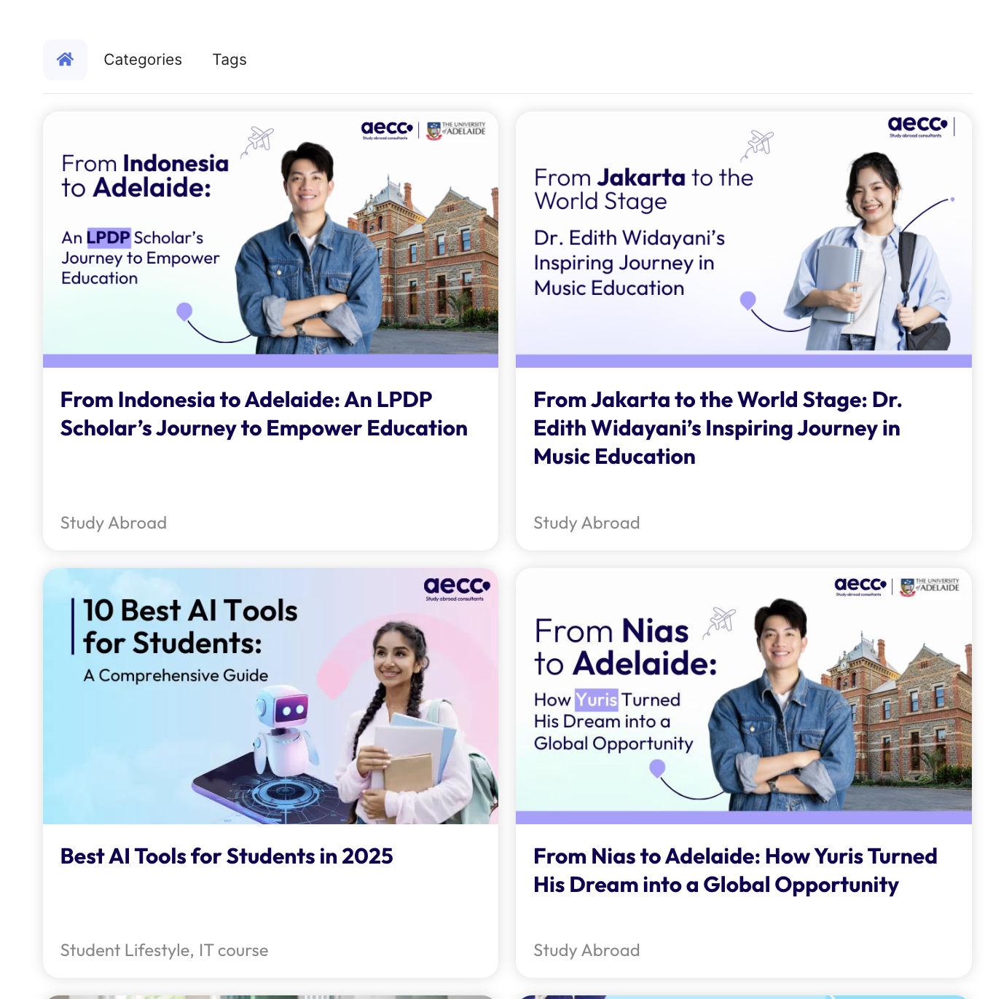 Categories
Tags
aecc
Study abroad consultants
THE UNIVERSITY
of ADELAIDE
From Indonesia
to Adelaide:
An LPDP Scholar's
Journey to Empower
Education
From Indonesia to Adelaide: An LPDP
Scholar's Journey to Empower Education
Study Abroad
aecc
Study abroad consultants
From Jakarta to the
World Stage
Dr. Edith Widayani's
Inspiring Journey in
Music Education
From Jakarta to the World Stage: Dr.
Edith Widayani's Inspiring Journey in
Music Education
Study Abroad
aecc
Study abroad consultants
10 Best AI Tools
for Students:
A Comprehensive Guide
Best AI Tools for Students in 2025
Student Lifestyle, IT course
aecc
Study abroad consultants
THE UNIVERSITY
of ADELAIDE
From Nias
to Adelaide:
How Yuris Turned
His Dream into a
Global Opportunity
From Nias to Adelaide: How Yuris Turned
His Dream into a Global Opportunity
Study Abroad